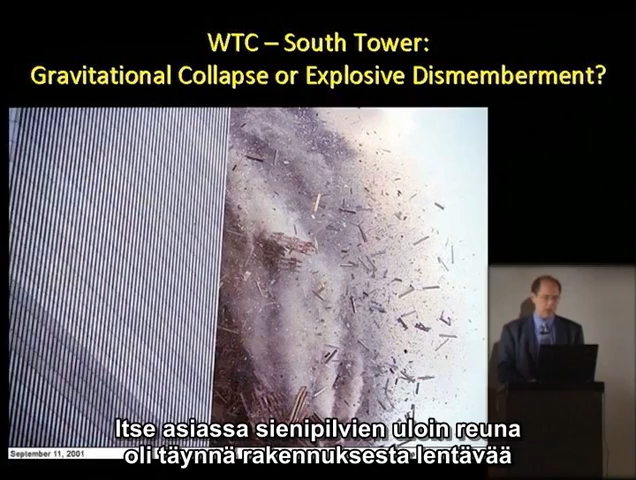 WTC – South Tower:
Gravitational Collapse or Explosive Dismemberment?
September 11, 2001
Itse asiassa sienipilvien uloin reuna
oli täynnä rakennuksesta lentävää